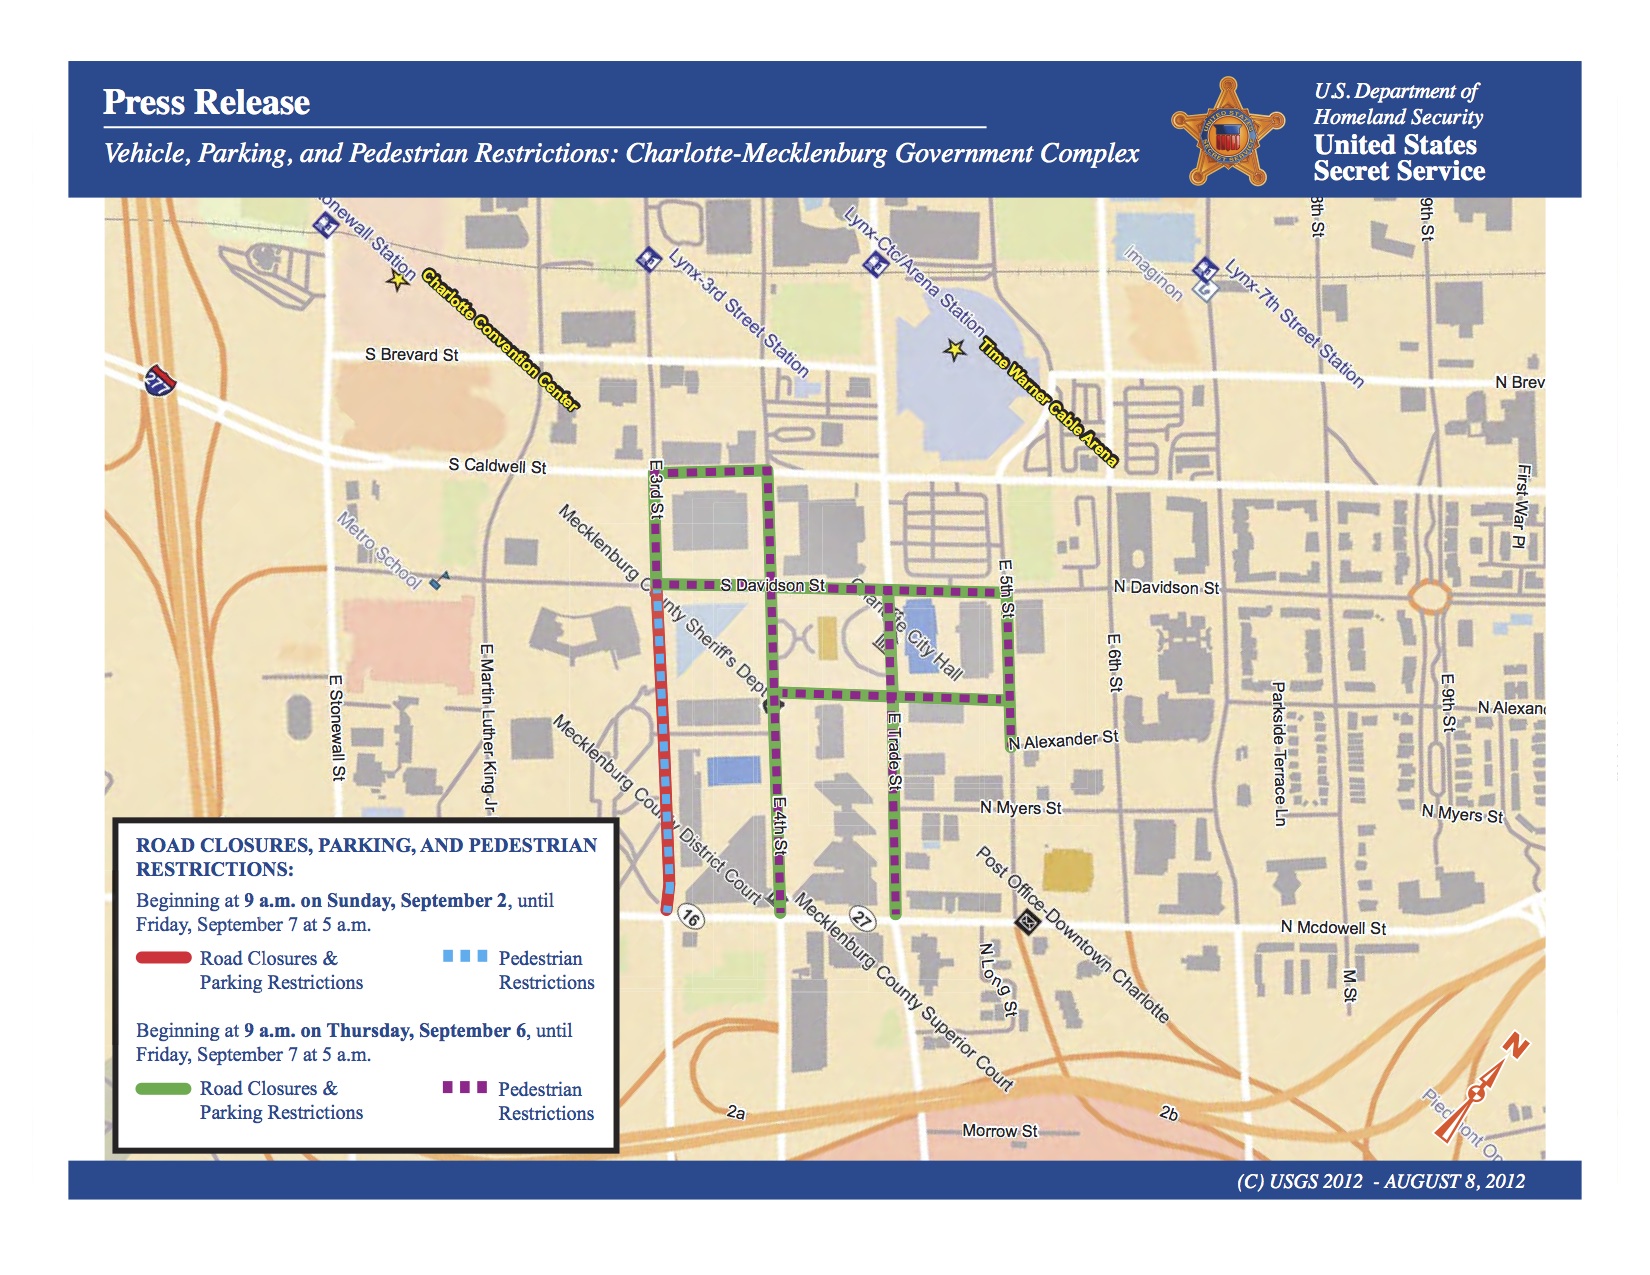 Press Release
Vehicle, Parking, and Pedestrian Restrictions: Charlotte-Mecklenburg Government Complex
U.S. Department of
Homeland Security
United States
Secret Service
UNITED STATES
SECRET SERVICE
onewall Station
Charlotte Convention Center
Lynx-3rd Street Station
Lynx-Ctc/Arena Station
Time Warner Cable Arena
Imaginon
Lynx-7th Street Station
8th St
9th St
277
S Brevard St
N Brev
S Caldwell St
E 3rd St
First War Pl
Metro School
Mecklenburg County Sheriff's Dept
S Davidson St
Charlotte City Hall
E 5th St
N Davidson St
E Stonewall St
E Martin Luther King Jr
E 6th St
Parkside Terrace Ln
E 9th St
N Alexan
N Alexander St
E Trade St
E 4th St
Mecklenburg County District Court
N Myers St
N Myers St
Post Office-Downtown Charlotte
16
27
Mecklenburg County Superior Court
N Mcdowell St
N Long St
M St
2a
2b
Morrow St
N
Piedmont Op
ROAD CLOSURES, PARKING, AND PEDESTRIAN
RESTRICTIONS:
Beginning at 9 a.m. on Sunday, September 2, until
Friday, September 7 at 5 a.m.
Road Closures &
Parking Restrictions
Pedestrian
Restrictions
Beginning at 9 a.m. on Thursday, September 6, until
Friday, September 7 at 5 a.m.
Road Closures &
Parking Restrictions
Pedestrian
Restrictions
(C) USGS 2012 - AUGUST 8, 2012